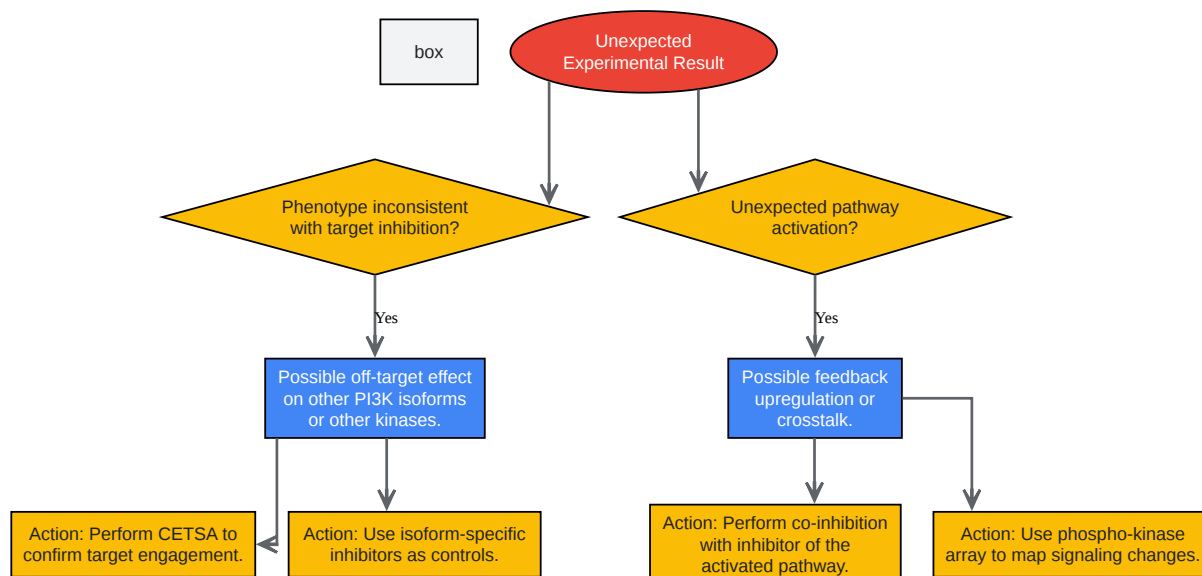 box
Unexpected
Experimental Result
Phenotype inconsistent
with target inhibition?
Unexpected pathway
activation?
Yes
Yes
Possible off-target effect
on other PI3K isoforms
or other kinases.
Possible feedback
upregulation or
crosstalk.
Action: Perform CETSA to
confirm target engagement.
Action: Use isoform-specific
inhibitors as controls.
Action: Perform co-inhibition
with inhibitor of the
activated pathway.
Action: Use phospho-kinase
array to map signaling changes.